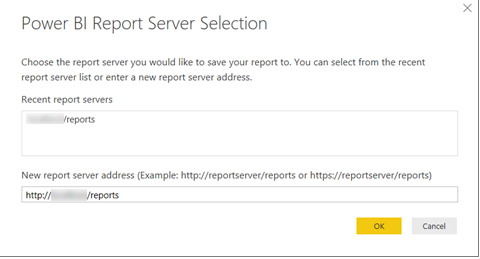 Power BI Report Server Selection
Choose the report server you would like to save your report to. You can select from the recent
report server list or enter a new report server address.
Recent report servers
/reports
New report server address (Example: http://reportserver/reports or https://reportserver/reports)
http:// /reports
OK Cancel